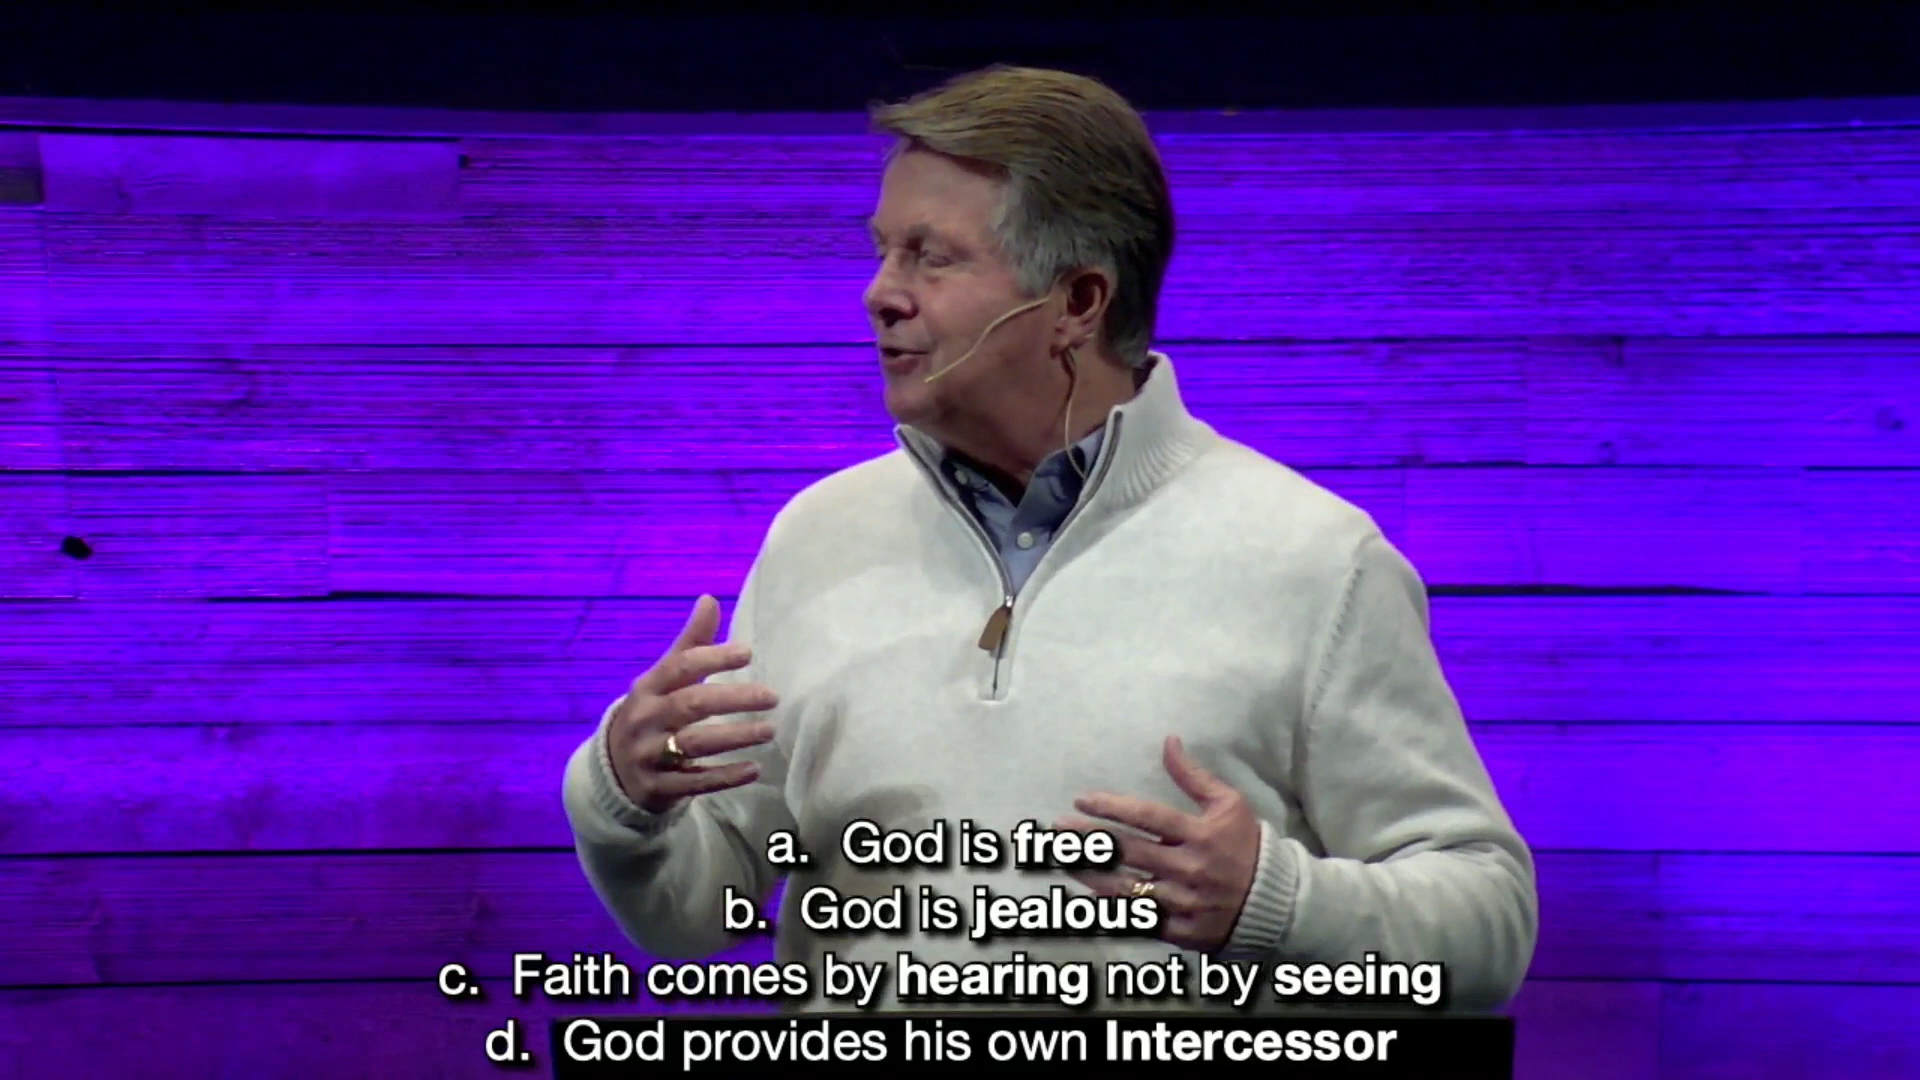 a. God is free
b. God is jealous
c. Faith comes by hearing not by seeing
d. God provides his own Intercessor